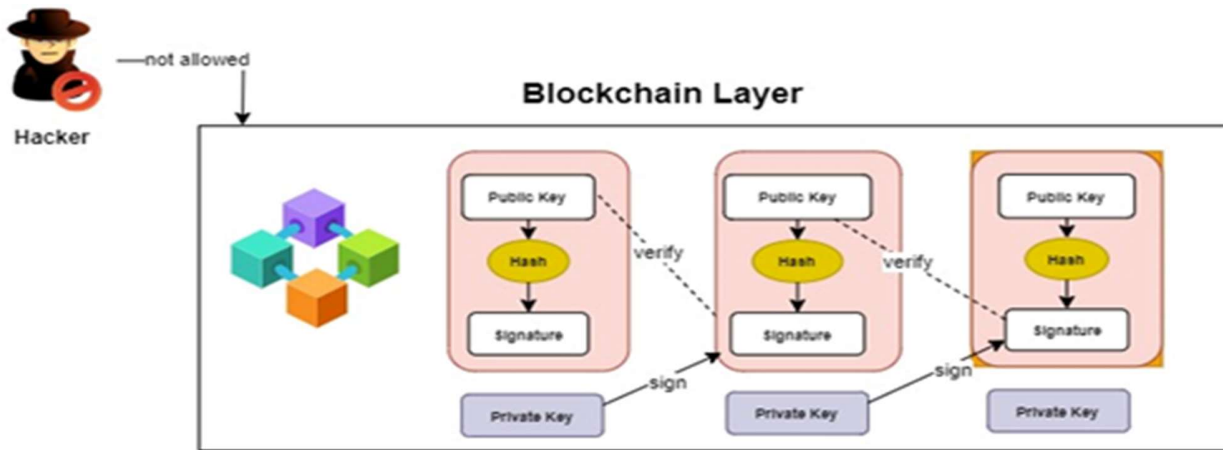 not allowed
Hacker
Blockchain Layer
Public Key
Public Key
Public Key
Hash
verify
Hash
verify
Hash
Signature
Signature
Signature
sign
sign
Private Key
Private Key
Private Key